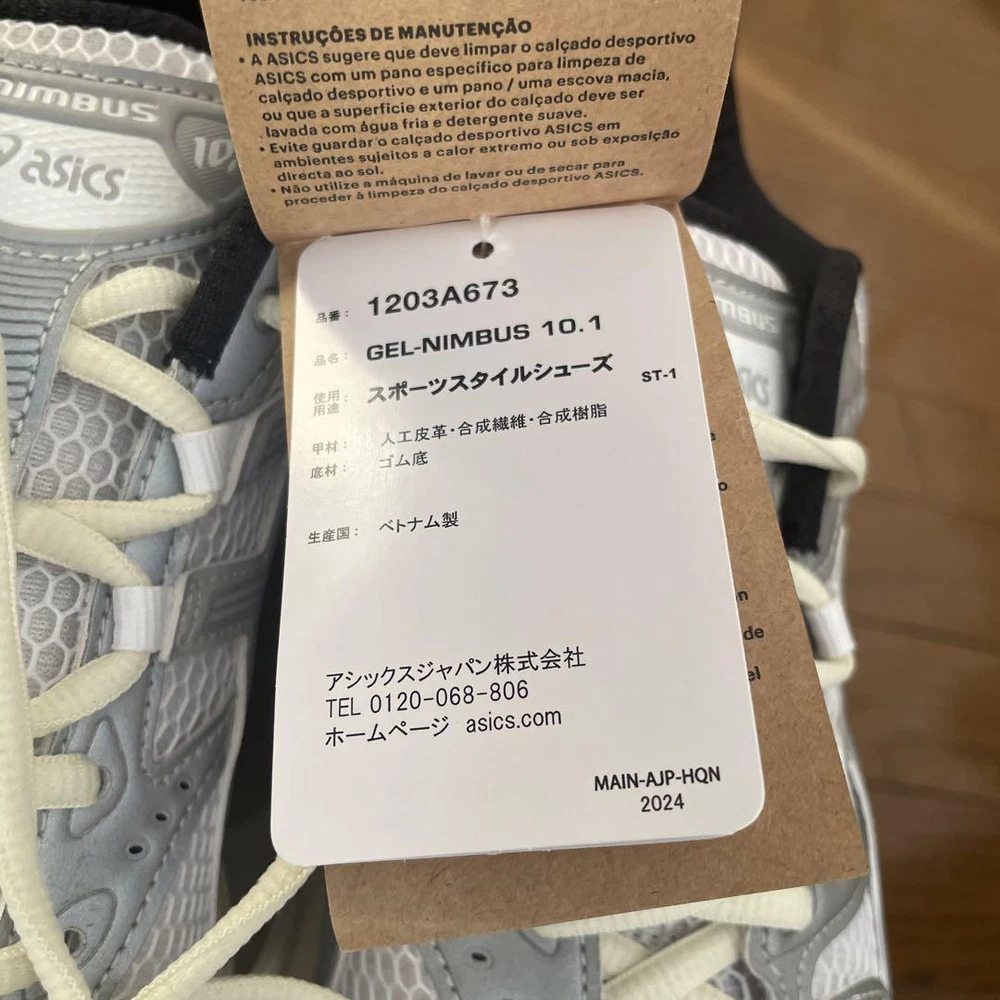 INSTRUÇÕES DE MANUTENÇÃO
• A ASICS sugere que deve limpar o calçado desportivo
ASICS com um pano específico para limpeza de
calçado desportivo e um pano / uma escova macia,
ou que a superfície exterior do calçado deve ser
lavada com água fria e detergente suave.
• Evite guardar o calçado desportivo ASICS em
ambientes sujeitos a calor extremo ou sob exposição
directa ao sol.
• Não utilize a máquina de lavar ou de secar para
proceder à limpeza do calçado desportivo ASICS.
NIMBUS
asics
10
品番: 1203A673
品名: GEL-NIMBUS 10.1
使用用途 スポーツスタイルシューズ ST-1
甲材: 人工皮革・合成繊維・合成樹脂
底材: ゴム底
生産国: ベトナム製
アシックスジャパン株式会社
TEL 0120-068-806
ホームページ asics.com
MAIN-AJP-HQN
2024
asics
de